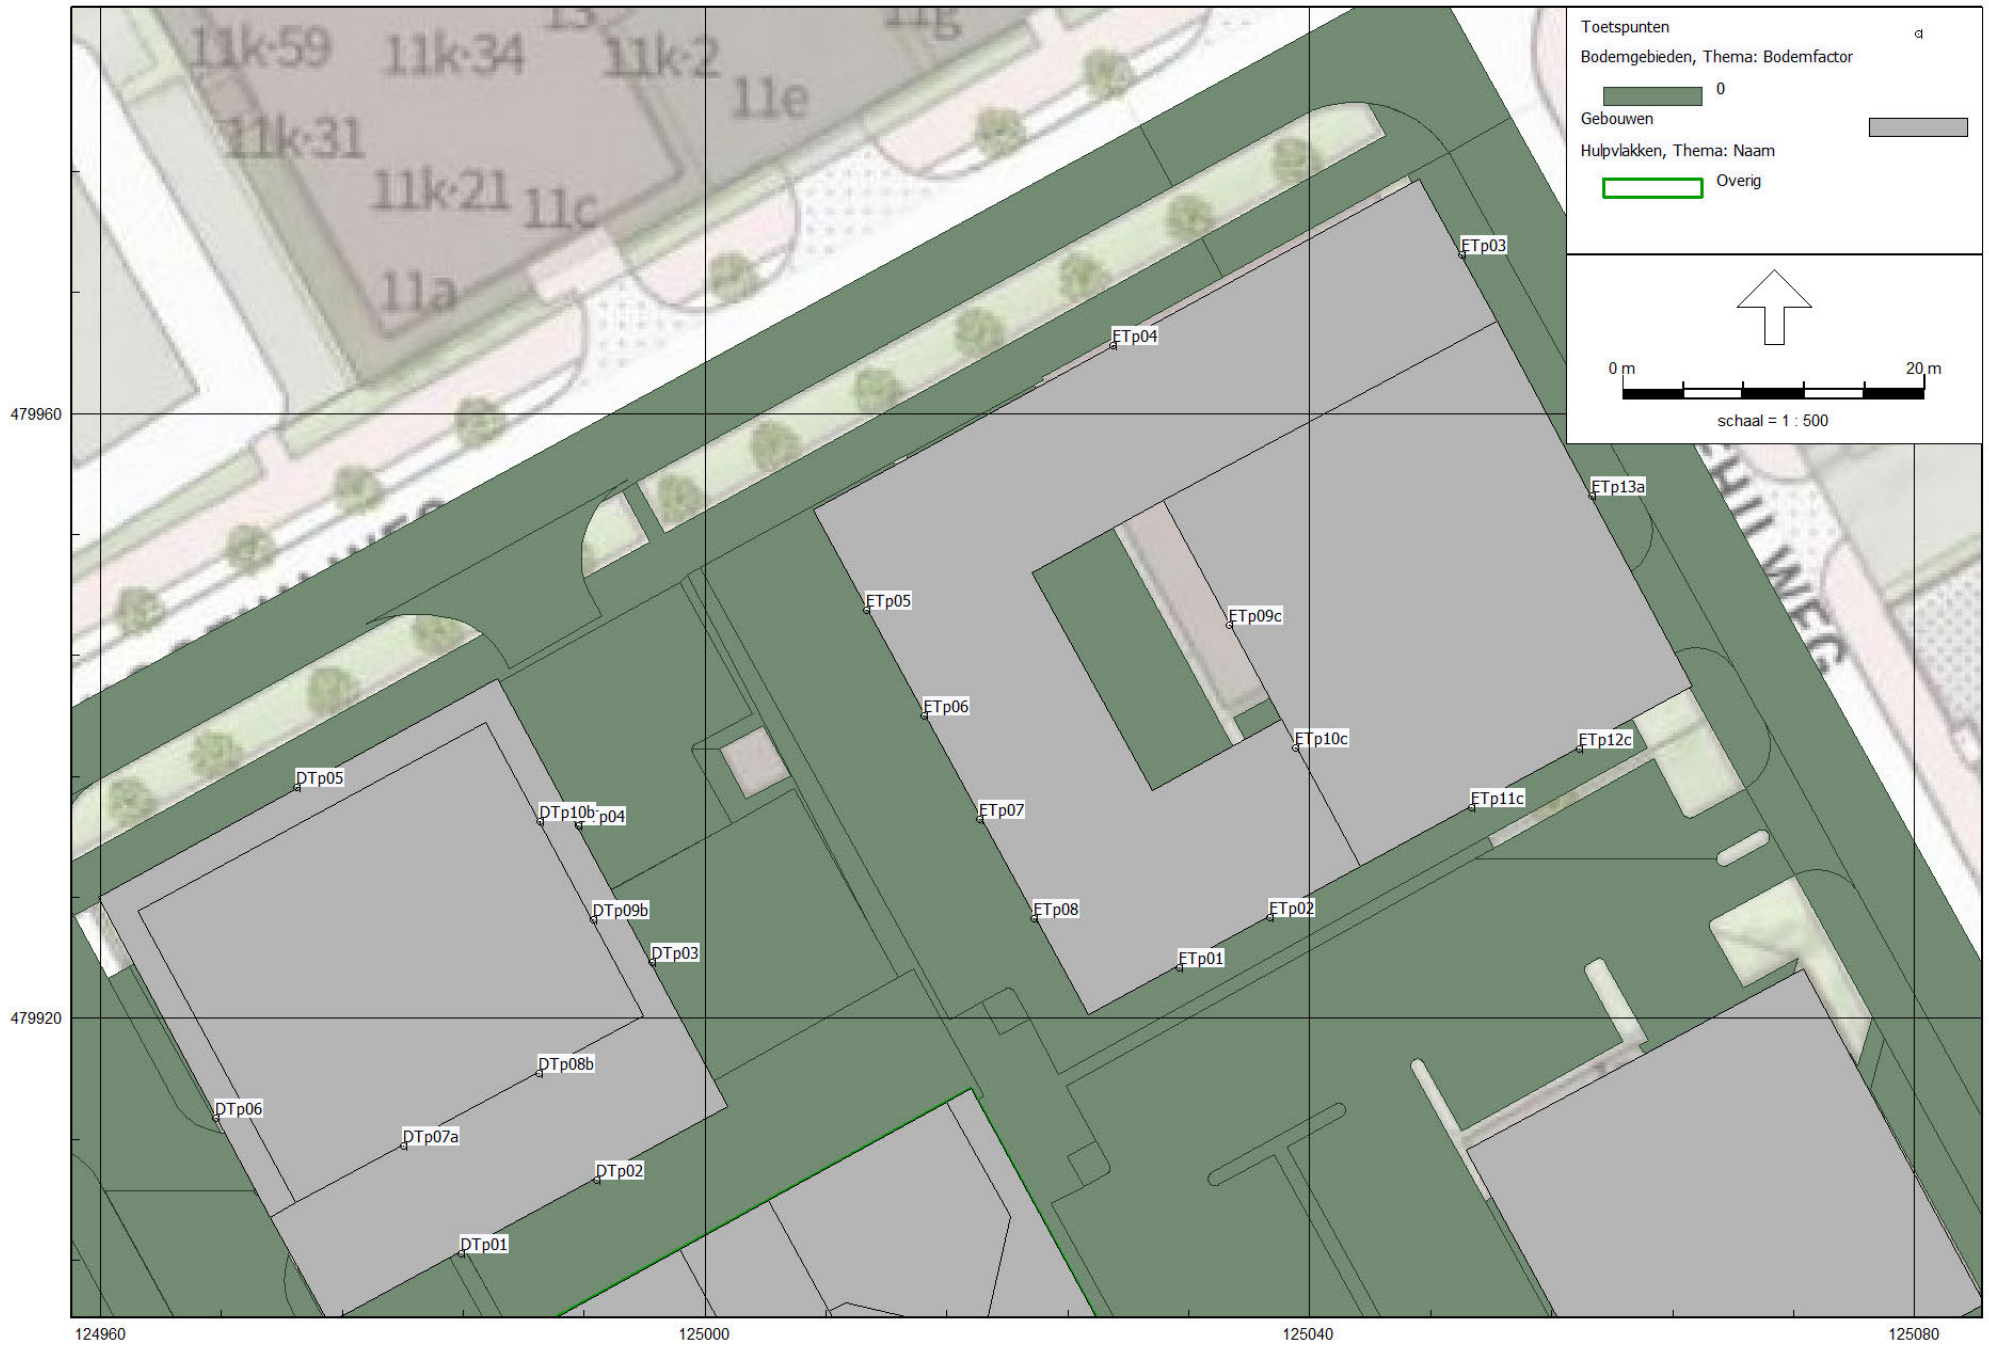 11k·59
11k·34
13
11k·2
11g
11e
11k·31
11k·21
11c
11a
Toetspunten
Bodemgebieden, Thema: Bodemfactor
0
Gebouwen
Hulpvlakken, Thema: Naam
Overig
0 m
20 m
schaal = 1 : 500
ETp03
ETp04
ETp13a
ETp05
ETp09c
ETp06
ETp10c
ETp12c
ETp07
ETp11c
ETp08
ETp02
ETp01
DTp05
DTp10b
p04
DTp09b
DTp03
DTp08b
DTp06
DTp07a
DTp02
DTp01
479960
479920
124960
125000
125040
125080